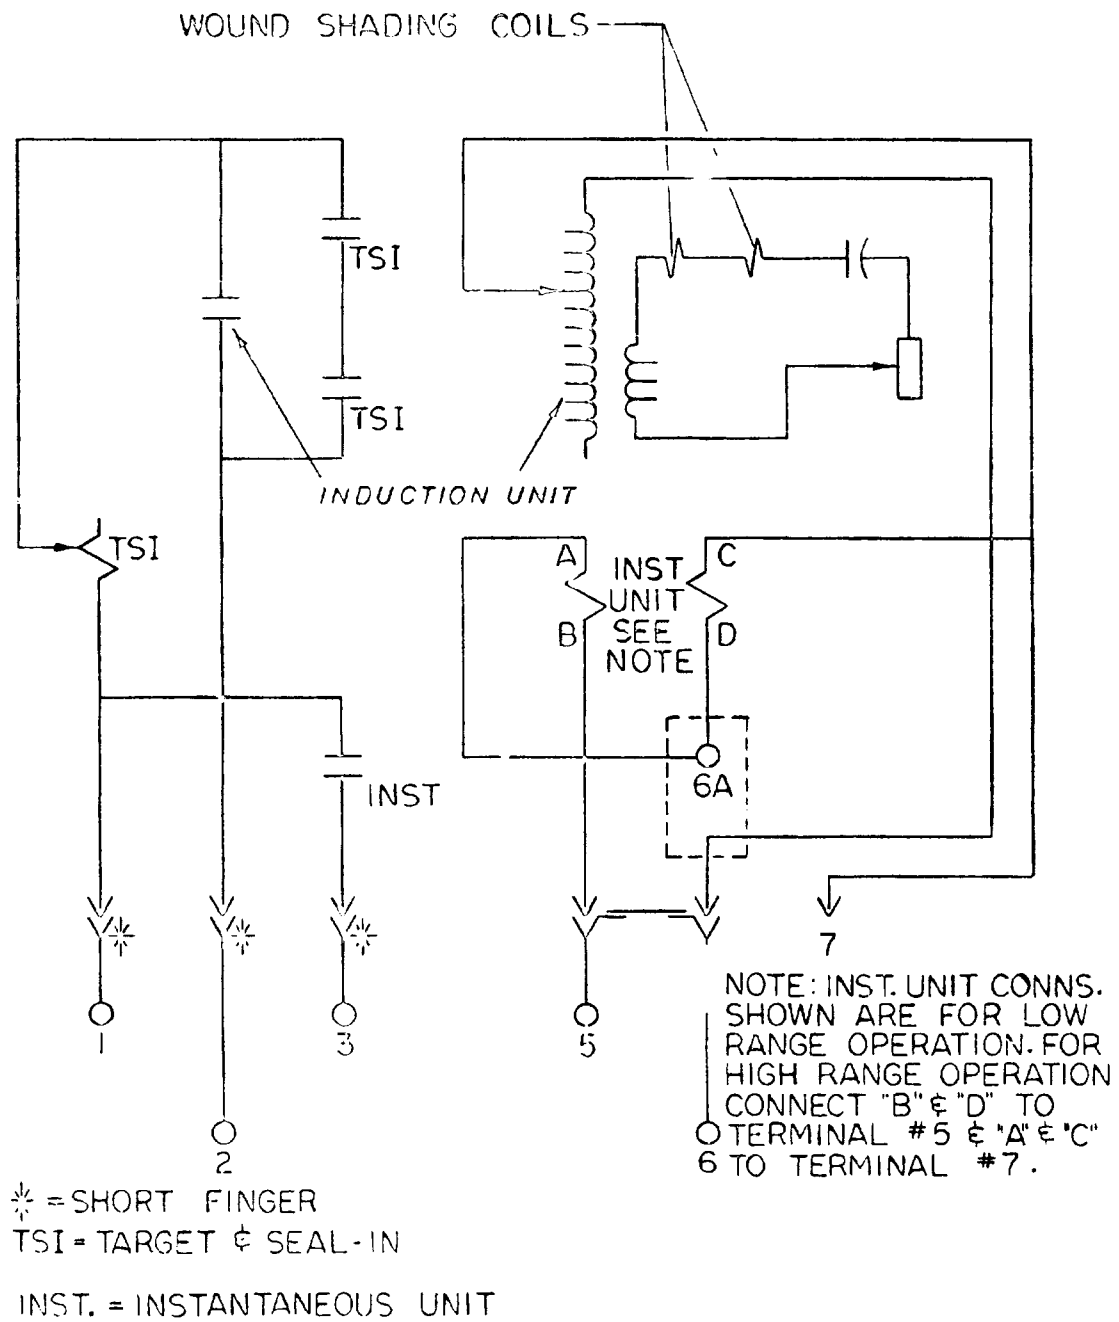 WOUND SHADING COILS
TSI
TSI
INDUCTION UNIT
TSI
A
B
INST
UNIT
SEE
NOTE
C
D
6A
INST
1
2
3
5
6
7
NOTE: INST. UNIT CONNS.
SHOWN ARE FOR LOW
RANGE OPERATION. FOR
HIGH RANGE OPERATION
CONNECT "B" & "D" TO
TERMINAL #5 & "A" & "C"
TO TERMINAL #7.
* = SHORT FINGER
TSI = TARGET & SEAL-IN
INST. = INSTANTANEOUS UNIT